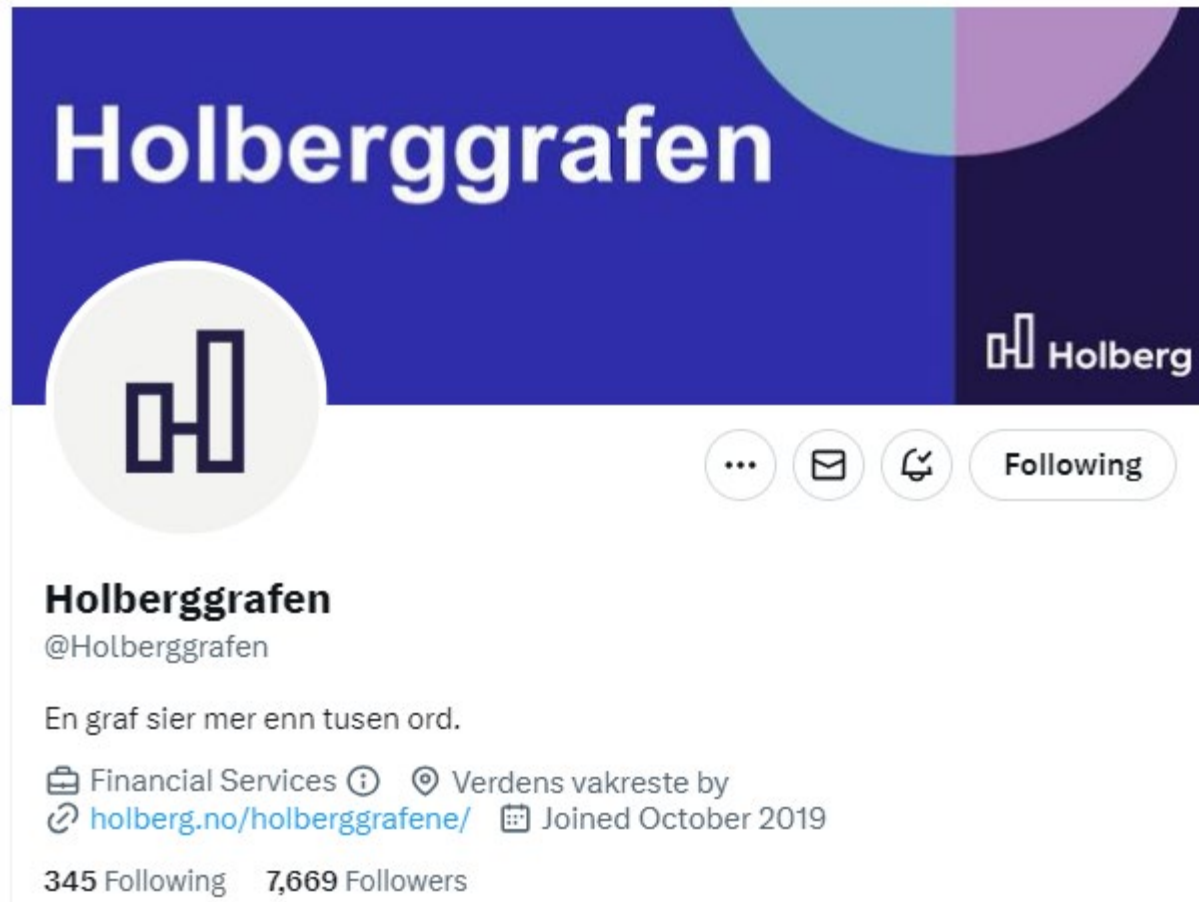 Holberggrafen
Holberg
Following
Holberggrafen
@Holberggrafen
En graf sier mer enn tusen ord.
Financial Services Verdens vakreste by
holberg.no/holberggrafene/ Joined October 2019
345 Following 7,669 Followers